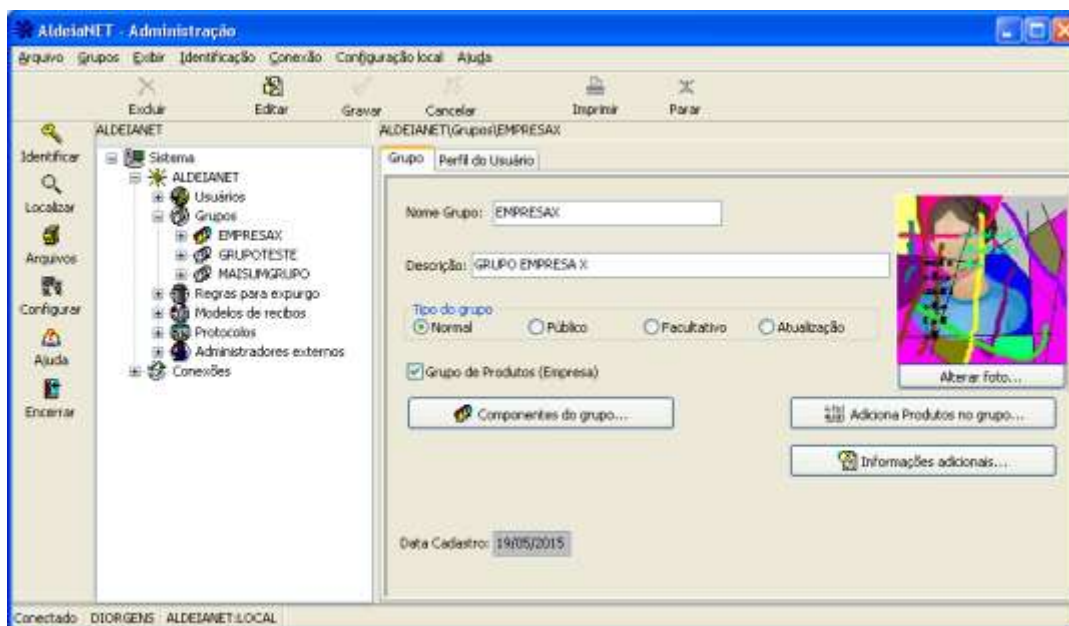 AldeiaNET - Administração
Arquivo Grupos Exibir Identificação Conexão Configuração local Ajuda
Excluir Editar Gravar Cancelar Imprimir Parar
Identificar
Localizar
Arquivos
Configurar
Ajuda
Encerrar
ALDEIANET
Sistema
ALDEIANET
Usuários
Grupos
EMPRESAX
GRUPOTESTE
MAISUMGRUPO
Regras para expurgo
Modelos de recibos
Protocolos
Administradores externos
Conexões
ALDEIANET\Grupos\EMPRESAX
Grupo Perfil do Usuário
Nome Grupo: EMPRESAX
Descrição: GRUPO EMPRESA X
Tipo do grupo
Normal Público Facultativo Atualização
Grupo de Produtos (Empresa)
Alterar foto...
Componentes do grupo... Adiciona Produtos no grupo...
Informações adicionais...
Data Cadastro: 19/05/2015
Conectado DIORGENS ALDEIANET:LOCAL